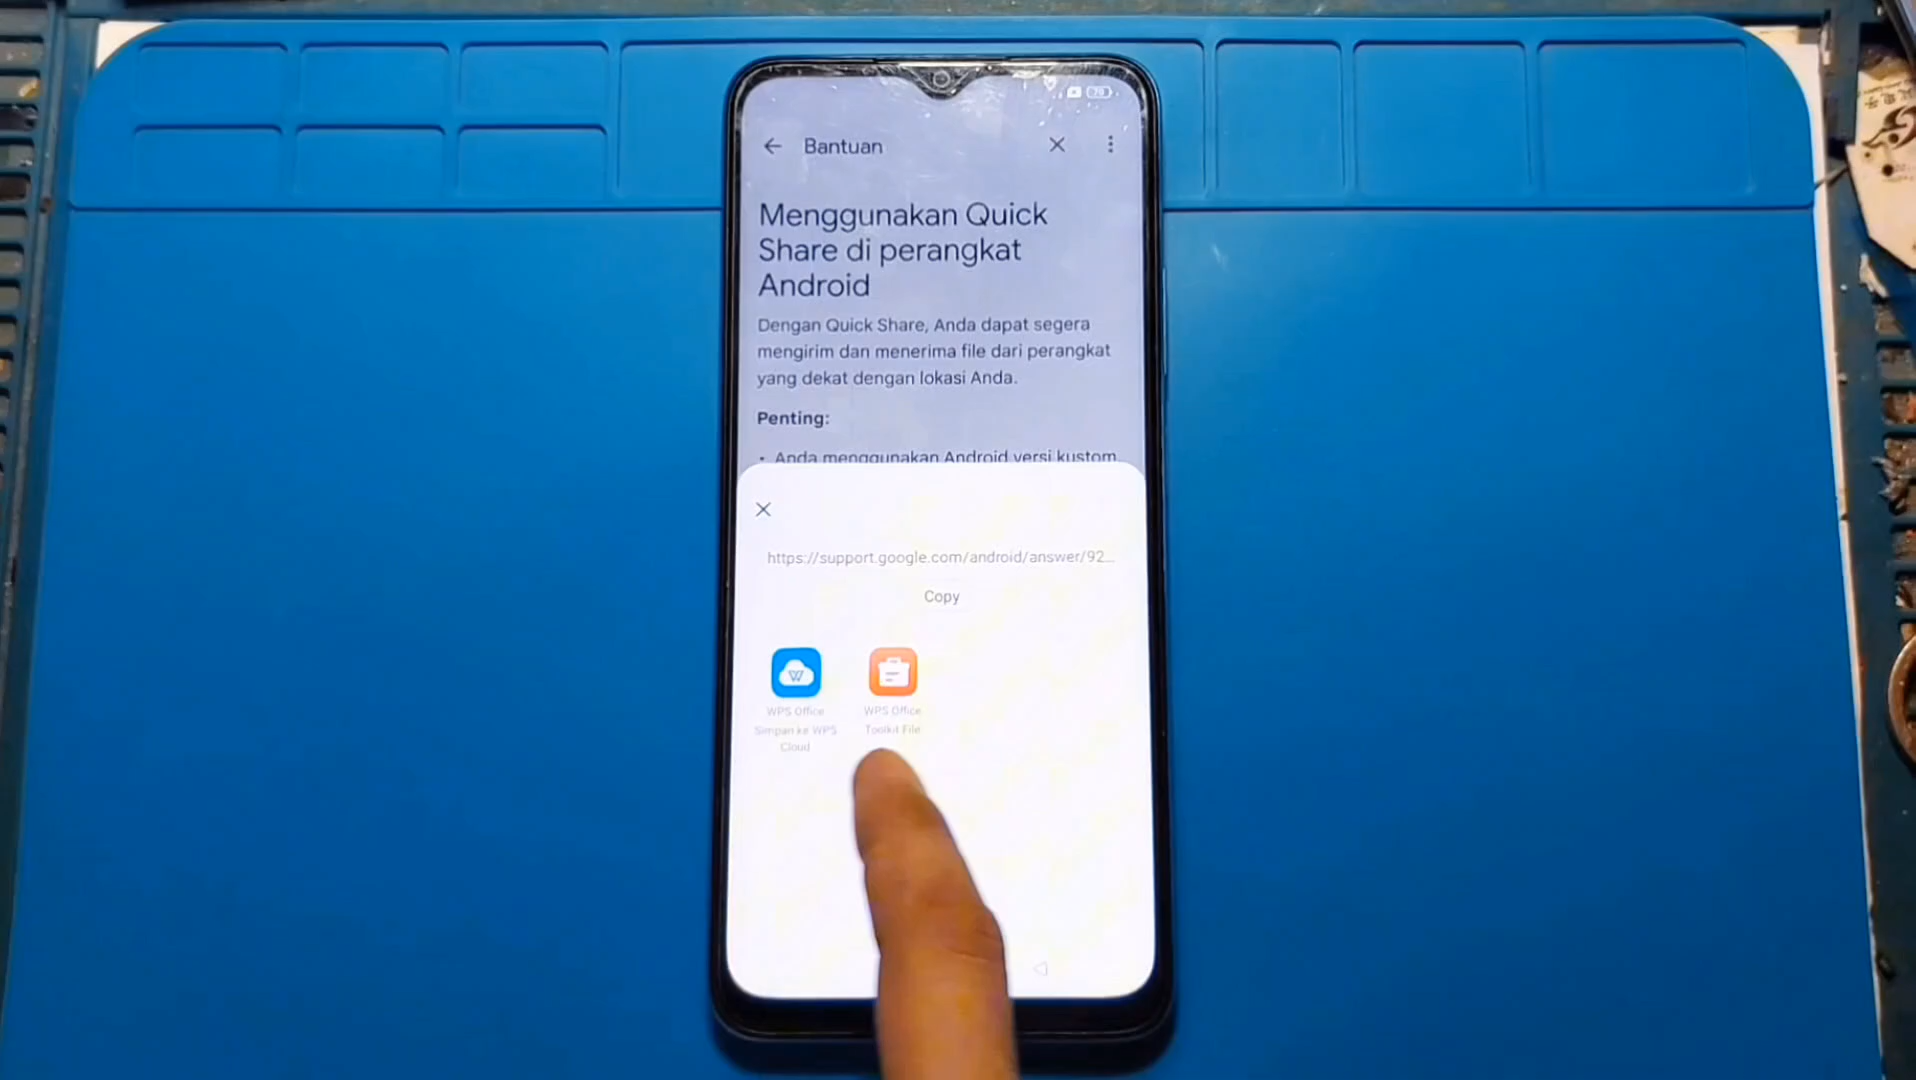 79
Bantuan
Menggunakan Quick
Share di perangkat
Android
Dengan Quick Share, Anda dapat segera
mengirim dan menerima file dari perangkat
yang dekat dengan lokasi Anda.
Penting:
• Anda menggunakan Android versi kustom
https://support.google.com/android/answer/92...
Copy
WPS Office
Simpan ke WPS
Cloud
WPS Office
Toolkit File